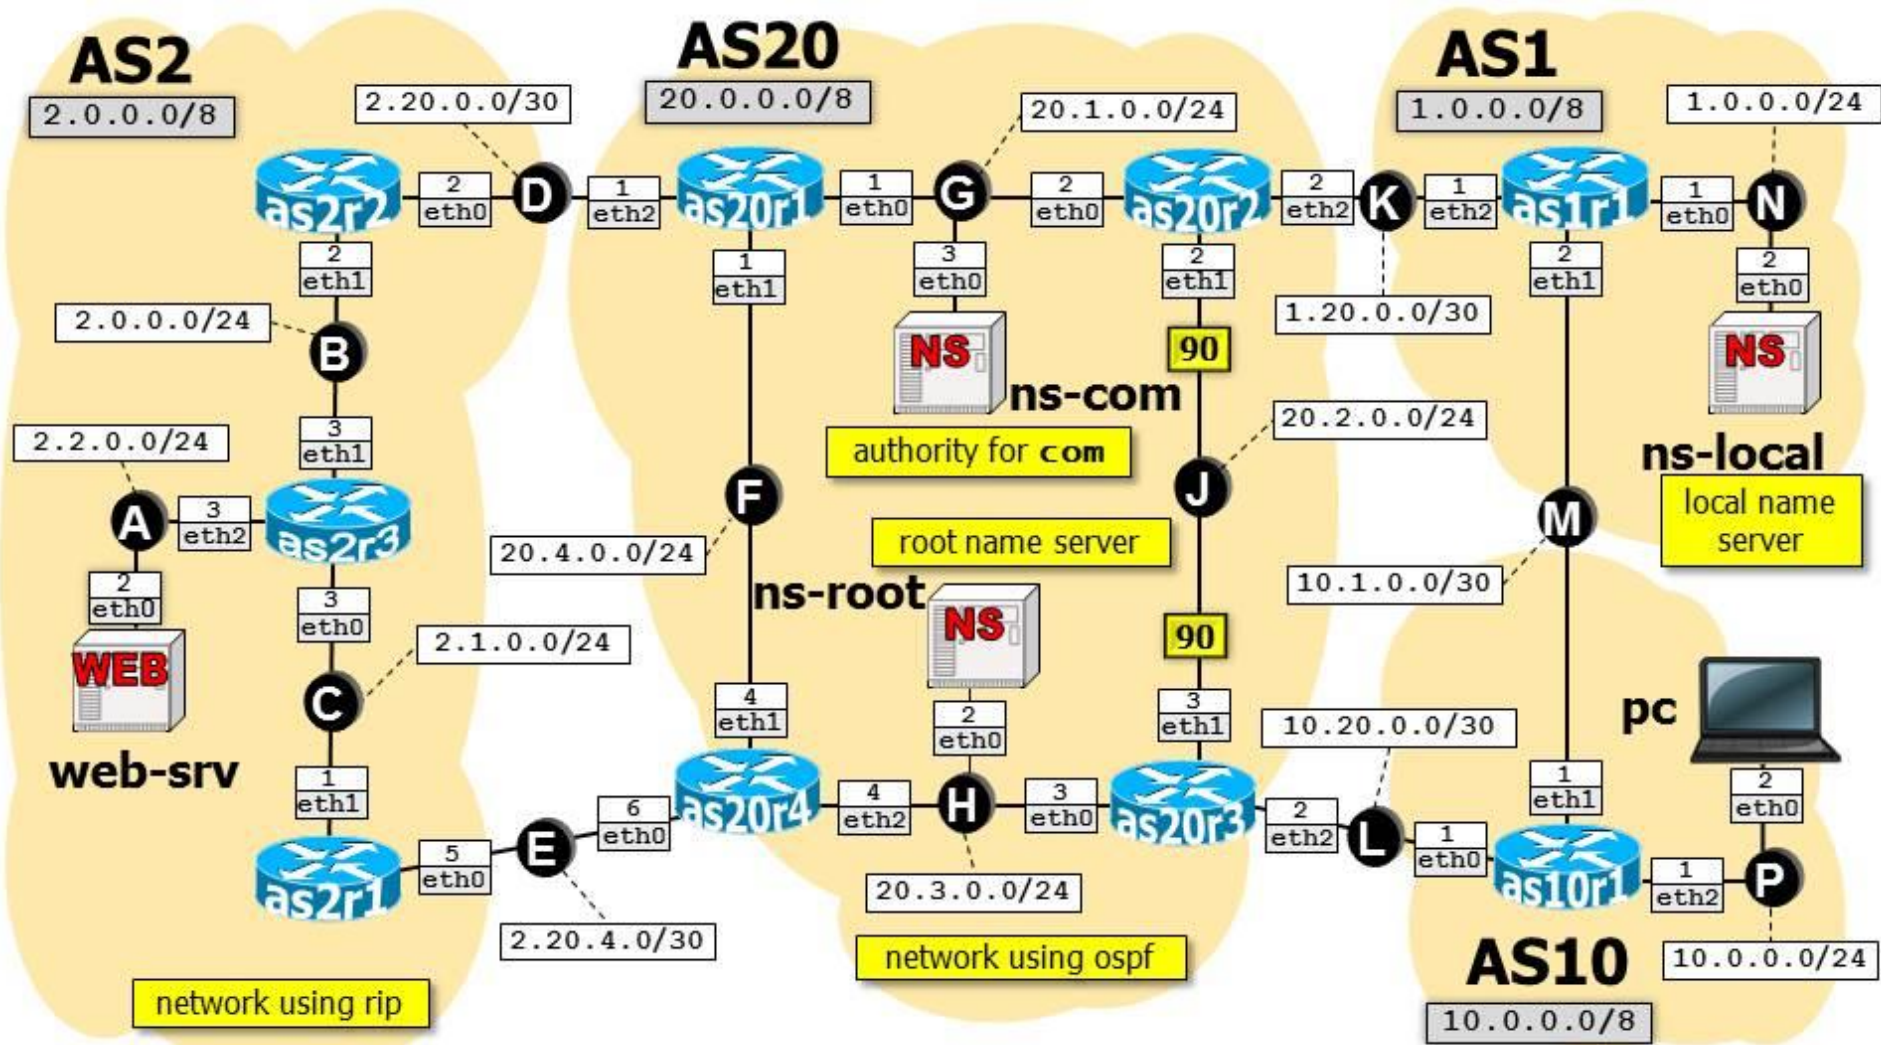 AS2
2.0.0.0/8
2.20.0.0/30
AS20
20.0.0.0/8
20.1.0.0/24
AS1
1.0.0.0/8
1.0.0.0/24
as2r2
2
eth0
D
1
eth2
as20r1
1
eth0
G
2
eth0
as20r2
2
eth2
K
1
eth2
as1r1
1
eth0
N
2
eth1
1
eth1
3
eth0
2
eth1
2
eth1
2
eth0
2.0.0.0/24
B
1.20.0.0/30
NS
ns-com
authority for com
90
NS
ns-local
local name
server
2.2.0.0/24
3
eth1
A
3
eth2
as2r3
2
eth0
WEB
web-srv
3
eth0
2.1.0.0/24
C
1
eth1
as2r1
5
eth0
E
6
eth0
2.20.4.0/30
network using rip
F
20.4.0.0/24
root name server
ns-root
NS
2
eth0
J
20.2.0.0/24
90
4
eth1
as20r4
4
eth2
H
3
eth0
3
eth1
as20r3
2
eth2
L
10.20.0.0/30
20.3.0.0/24
network using ospf
M
10.1.0.0/30
1
eth1
1
eth0
as10r1
1
eth2
P
pc
2
eth0
AS10
10.0.0.0/24
10.0.0.0/8